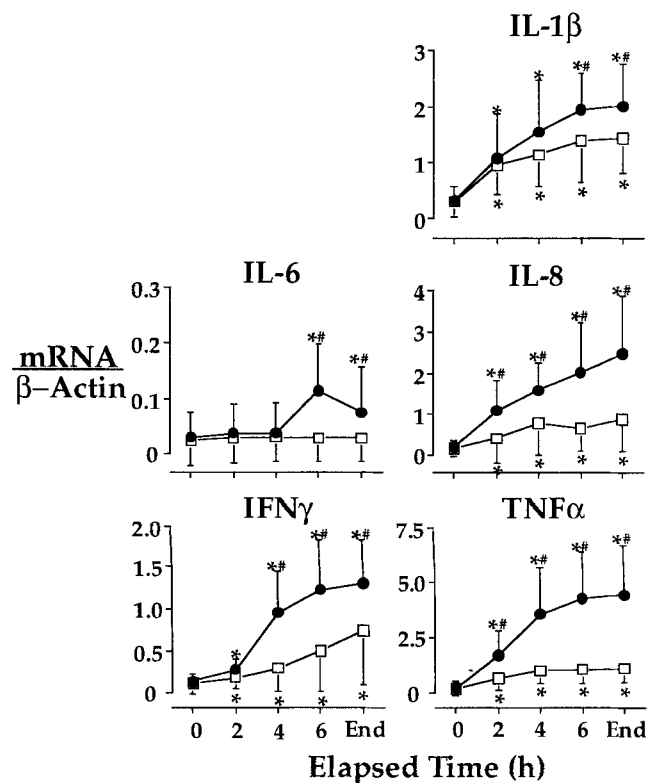 IL-1β
3
2
1
0
* * *# *#
* * * *
IL-6
0.3
0.2
0.1
0
*# *#
IL-8
4
3
2
1
0
*# *# *# *#
* * * *
mRNA
β–Actin
IFNγ
2.0
1.5
1.0
0.5
0
* *# *# *#
* * * *
0 2 4 6 End
TNFα
7.5
5.0
2.5
0
*# *# *# *#
* * * *
0 2 4 6 End
Elapsed Time (h)